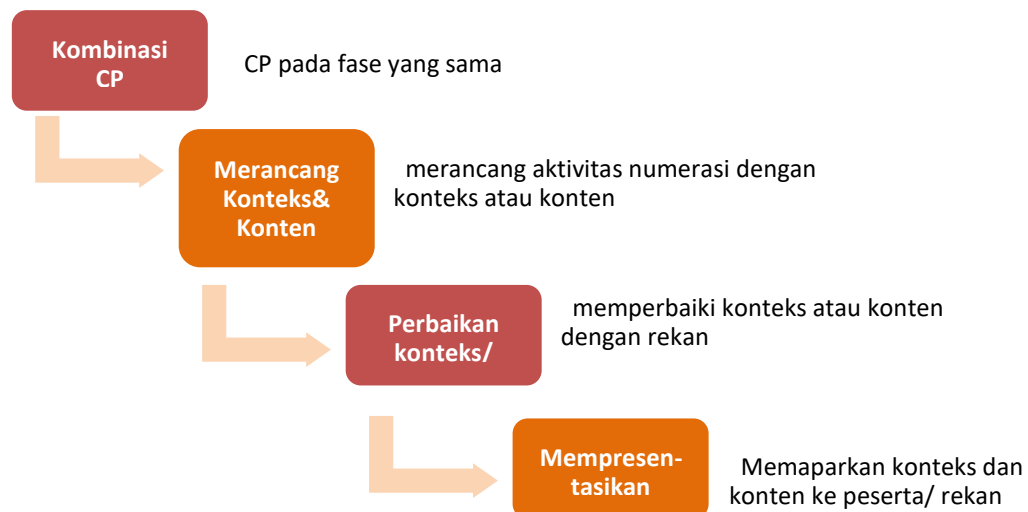 Kombinasi
CP
CP pada fase yang sama
Merancang
Konteks&
Konten
merancang aktivitas numerasi dengan
konteks atau konten
Perbaikan
konteks/
memperbaiki konteks atau konten
dengan rekan
Mempresen-
tasikan
Memaparkan konteks dan
konten ke peserta/ rekan